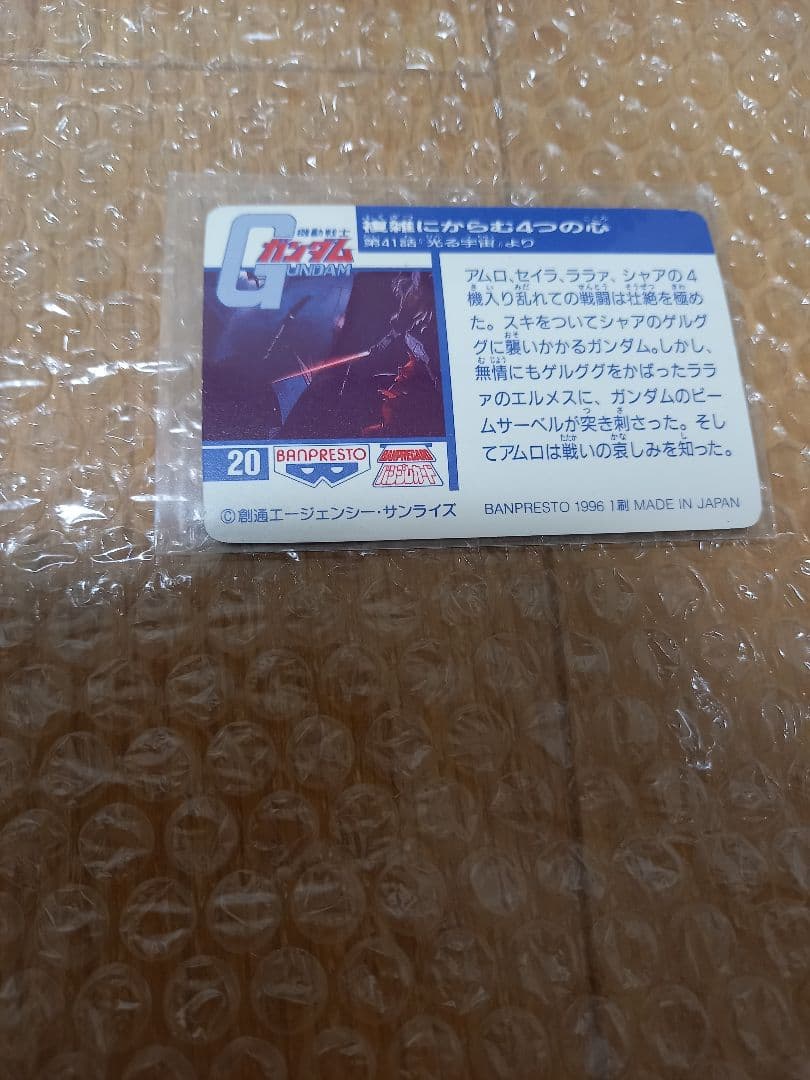 機動戦士
ガンダム
GUNDAM
複雑にからむ4つの心
第41話『光る宇宙』より
アムロ、セイラ、ララァ、シャアの4
機入り乱れての戦闘は壮絶を極め
た。スキをついてシャアのゲルグ
グに襲いかかるガンダム。しかし、
無情にもゲルググをかばったララ
ァのエルメスに、ガンダムのビー
ムサーベルが突き刺さった。そし
てアムロは戦いの哀しみを知った。
20
BANPRESTO
©創通エージェンシー・サンライズ
BANPRESTO 1996 1刷 MADE IN JAPAN